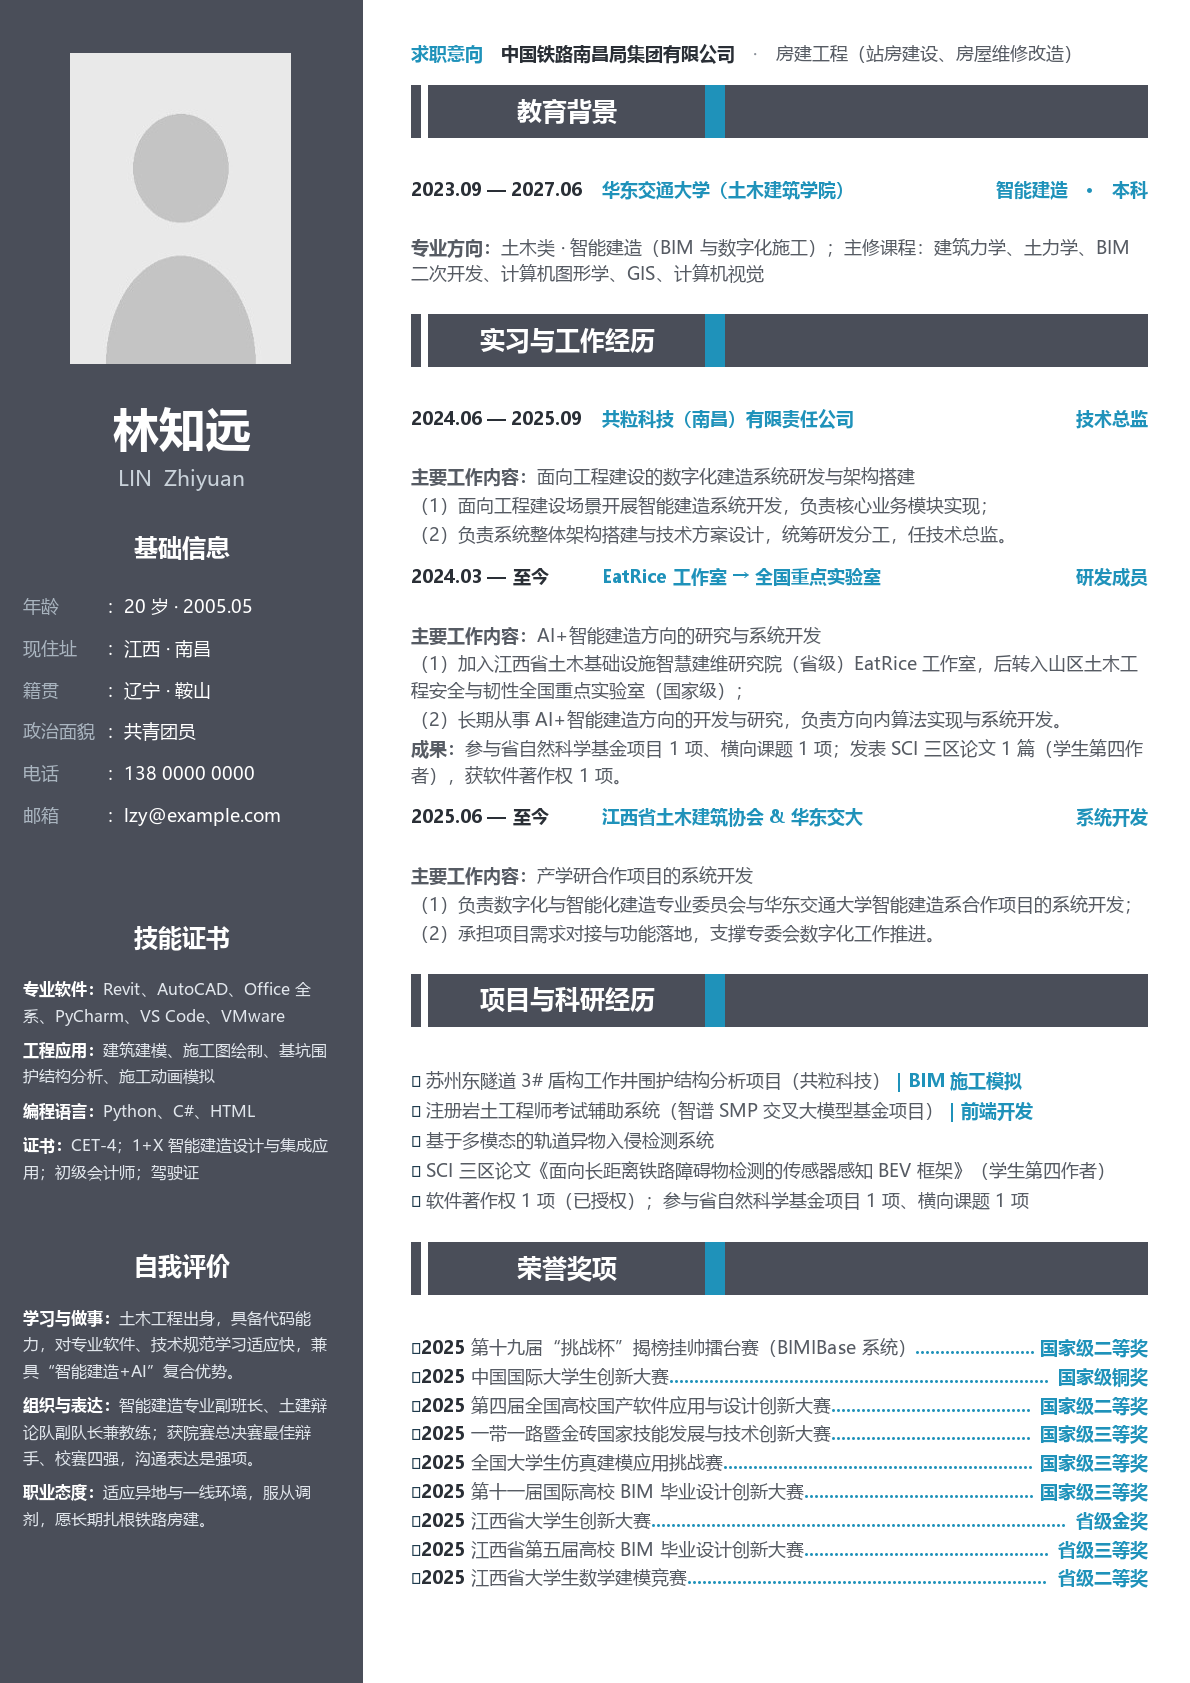 林知远
LIN Zhiyuan
基础信息
年龄 : 20 岁 · 2005.05
现住址 : 江西 · 南昌
籍贯 : 辽宁 · 鞍山
政治面貌 : 共青团员
电话 : 138 0000 0000
邮箱 : lzy@example.com
技能证书
专业软件：Revit、AutoCAD、Office 全
系、PyCharm、VS Code、VMware
工程应用：建筑建模、施工图绘制、基坑围
护结构分析、施工动画模拟
编程语言：Python、C#、HTML
证书：CET-4；1+X 智能建造设计与集成应
用；初级会计师；驾驶证
自我评价
学习与做事：土木工程出身，具备代码能
力，对专业软件、技术规范学习适应快，兼
具“智能建造+AI”复合优势。
组织与表达：智能建造专业副班长、土建辩
论队副队长兼教练；获院赛总决赛最佳辩
手、校赛四强，沟通表达是强项。
职业态度：适应异地与一线环境，服从调
剂，愿长期扎根铁路房建。
求职意向 中国铁路南昌局集团有限公司 · 房建工程（站房建设、房屋维修改造）
教育背景
2023.09 — 2027.06 华东交通大学（土木建筑学院） 智能建造 • 本科
专业方向：土木类 · 智能建造（BIM 与数字化施工）；主修课程：建筑力学、土力学、BIM
二次开发、计算机图形学、GIS、计算机视觉
实习与工作经历
2024.06 — 2025.09 共粒科技（南昌）有限责任公司 技术总监
主要工作内容：面向工程建设的数字化建造系统研发与架构搭建
（1）面向工程建设场景开展智能建造系统开发，负责核心业务模块实现；
（2）负责系统整体架构搭建与技术方案设计，统筹研发分工，任技术总监。
2024.03 — 至今 EatRice 工作室 → 全国重点实验室 研发成员
主要工作内容：AI+智能建造方向的研究与系统开发
（1）加入江西省土木基础设施智慧建维研究院（省级）EatRice 工作室，后转入山区土木工
程安全与韧性全国重点实验室（国家级）；
（2）长期从事 AI+智能建造方向的开发与研究，负责方向内算法实现与系统开发。
成果：参与省自然科学基金项目 1 项、横向课题 1 项；发表 SCI 三区论文 1 篇（学生第四作
者），获软件著作权 1 项。
2025.06 — 至今 江西省土木建筑协会 & 华东交大 系统开发
主要工作内容：产学研合作项目的系统开发
（1）负责数字化与智能化建造专业委员会与华东交通大学智能建造系合作项目的系统开发；
（2）承担项目需求对接与功能落地，支撑专委会数字化工作推进。
项目与科研经历
▯ 苏州东隧道 3# 盾构工作井围护结构分析项目（共粒科技）| BIM 施工模拟
▯ 注册岩土工程师考试辅助系统（智谱 SMP 交叉大模型基金项目）| 前端开发
▯ 基于多模态的轨道异物入侵检测系统
▯ SCI 三区论文《面向长距离铁路障碍物检测的传感器感知 BEV 框架》（学生第四作者）
▯ 软件著作权 1 项（已授权）；参与省自然科学基金项目 1 项、横向课题 1 项
荣誉奖项
▯2025 第十九届“挑战杯”揭榜挂帅擂台赛（BIMIBase 系统）........................ 国家级二等奖
▯2025 中国国际大学生创新大赛............................................................................ 国家级铜奖
▯2025 第四届全国高校国产软件应用与设计创新大赛........................................ 国家级二等奖
▯2025 一带一路暨金砖国家技能发展与技术创新大赛........................................ 国家级三等奖
▯2025 全国大学生仿真建模应用挑战赛.............................................................. 国家级三等奖
▯2025 第十一届国际高校 BIM 毕业设计创新大赛.............................................. 国家级三等奖
▯2025 江西省大学生创新大赛................................................................................... 省级金奖
▯2025 江西省第五届高校 BIM 毕业设计创新大赛................................................. 省级三等奖
▯2025 江西省大学生数学建模竞赛........................................................................ 省级二等奖